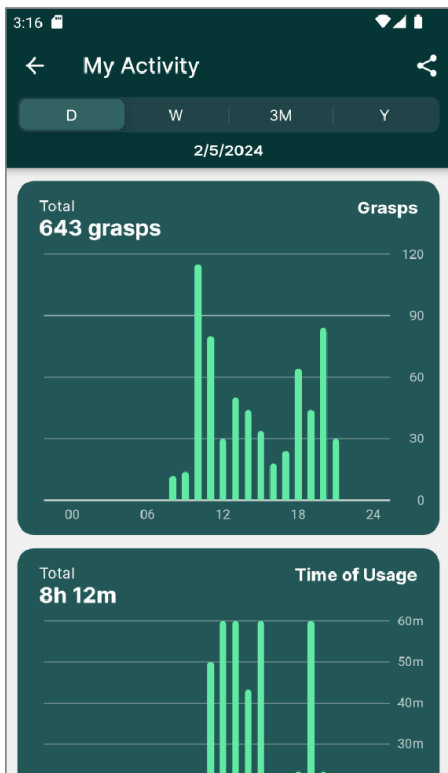 3:16
My Activity
D W 3M Y
2/5/2024
Total Grasps
643 grasps
120
90
60
30
0
00 06 12 18 24
Total Time of Usage
8h 12m
60m
50m
40m
30m